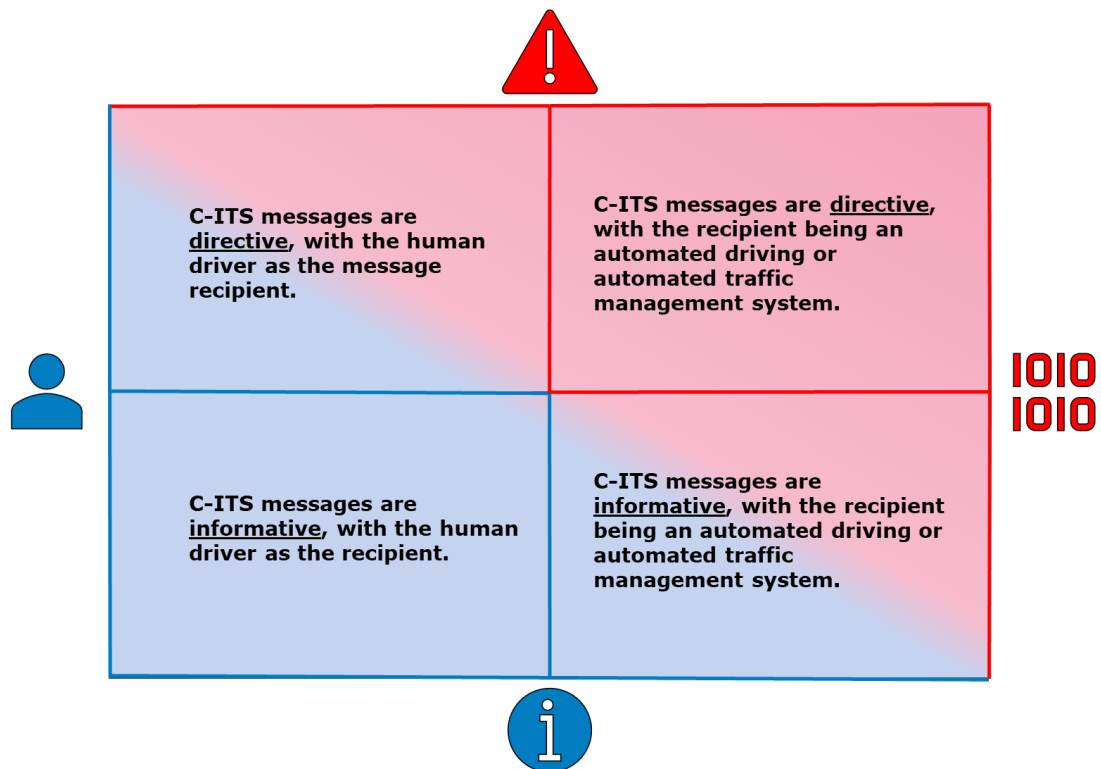 C-ITS messages are
directive, with the human
driver as the message
recipient.
C-ITS messages are directive,
with the recipient being an
automated driving or
automated traffic
management system.
IOIO
IOIO
C-ITS messages are
informative, with the human
driver as the recipient.
C-ITS messages are
informative, with the recipient
being an automated driving or
automated traffic
management system.
i